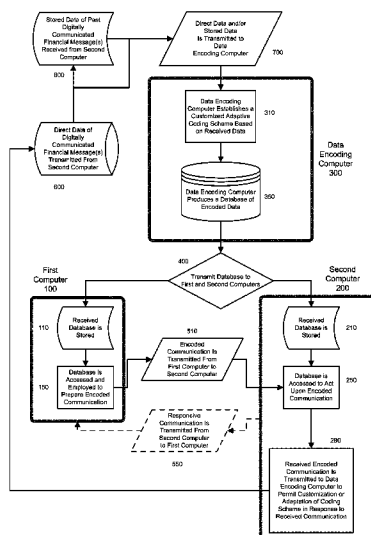 Stored Data of Past
Digitally
Communicated
Financial Message(s)
Received from Second
Computer
800
Direct Data and/or
Stored Data
Is Transmitted to
Data
Encoding Computer
700
Direct Data of
Digitally
Communicated
Financial Message(s)
Transmitted From
Second Computer
600
Data Encoding
Computer Establishes a
Customized Adaptive
Coding Scheme Based
on Received Data
310
Data Encoding Computer
Produces a Database of
Encoded Data
350
Data
Encoding
Computer
300
400
Transmit Database to
First and Second Computers
First
Computer
100
Second
Computer
200
110
Received
Database is
Stored
150
Database is
Accessed and
Employed to
Prepare Encoded
Communication
510
Encoded
Communication Is
Transmitted From
First Computer to
Second Computer
Received
Database is
Stored
210
Database is
Accessed to Act
Upon Encoded
Communication
250
Responsive
Communication Is
Transmitted From
Second Computer
to First Computer
550
280
Received Encoded
Communication Is
Transmitted to Data
Encoding Computer to
Permit Customization or
Adaptation of Coding
Scheme in Response to
Received Communication